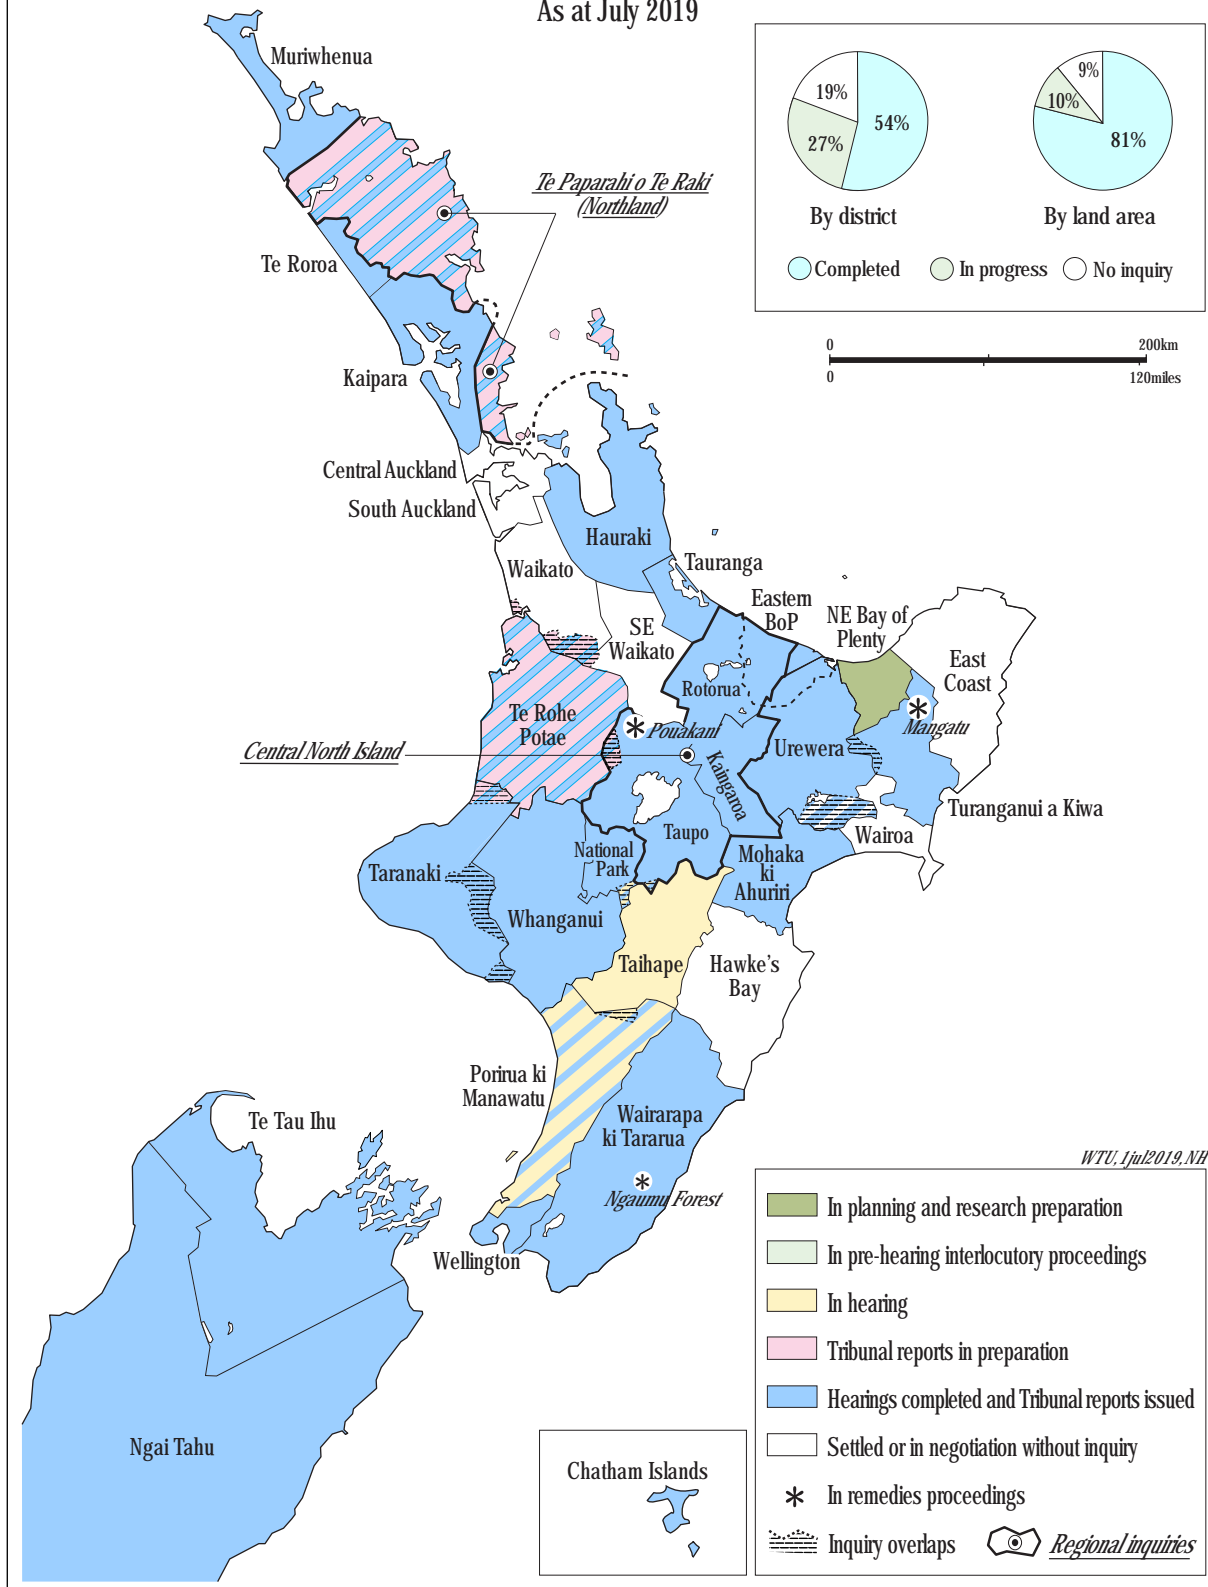 As at July 2019
19%
54%
27%
By district
9%
10%
81%
By land area
Completed
In progress
No inquiry
0
200km
0
120miles
Muriwhenua
Te Paparahi o Te Raki
(Northland)
Te Roroa
Kaipara
Central Auckland
South Auckland
Hauraki
Waikato
Tauranga
Eastern
BoP
NE Bay of
Plenty
SE
Waikato
East
Coast
Rotorua
Te Rohe
Potae
Pouakani
Mangatu
Central North Island
Urewera
Kaingaroa
Turanganui a Kiwa
Taupo
Wairoa
National
Park
Mohaka
ki
Ahuriri
Taranaki
Whanganui
Taihape
Hawke's
Bay
Porirua ki
Manawatu
Te Tau Ihu
Wairarapa
ki Tararua
Ngaumu Forest
Wellington
Ngai Tahu
Chatham Islands
WTU, 1jul2019, NH
In planning and research preparation
In pre-hearing interlocutory proceedings
In hearing
Tribunal reports in preparation
Hearings completed and Tribunal reports issued
Settled or in negotiation without inquiry
In remedies proceedings
Inquiry overlaps
Regional inquiries